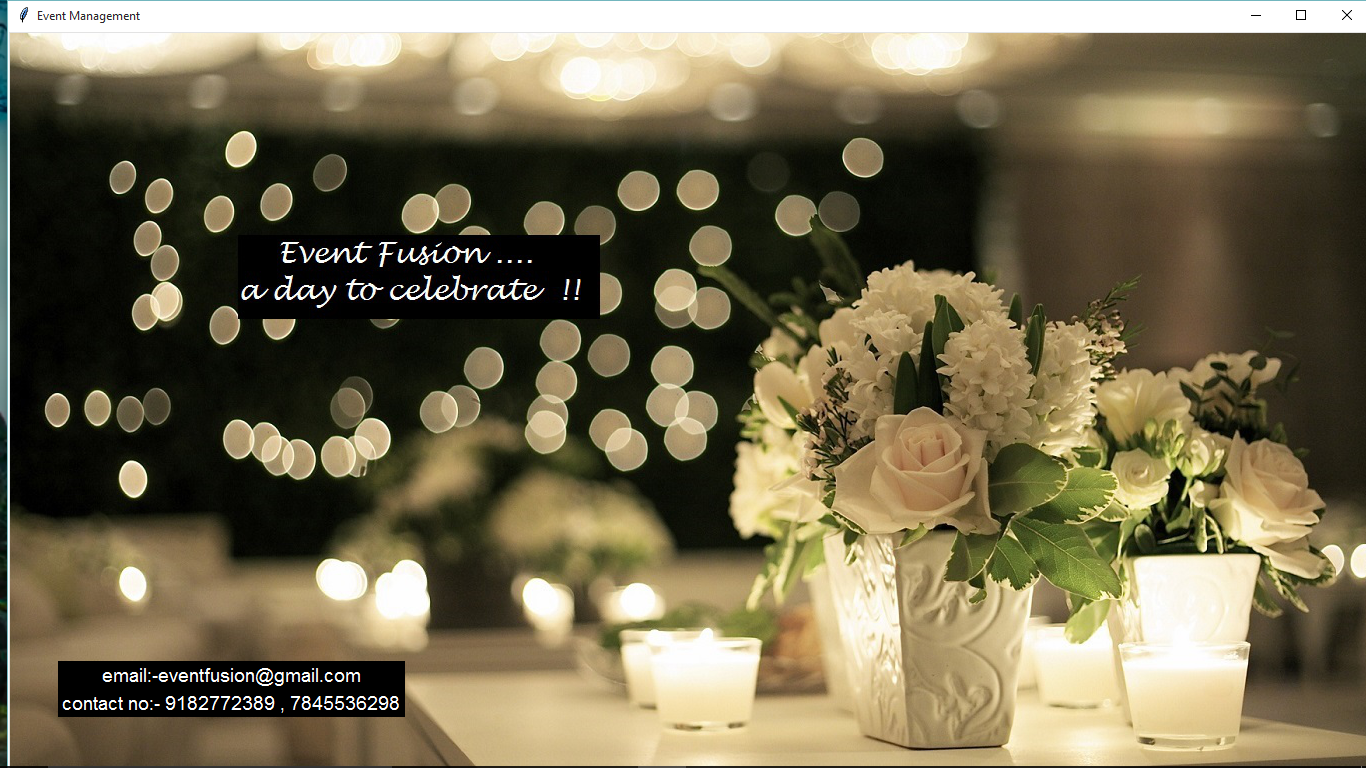 Event Management
Event Fusion ....
a day to celebrate !!
email:-eventfusion@gmail.com
contact no:- 9182772389 , 7845536298